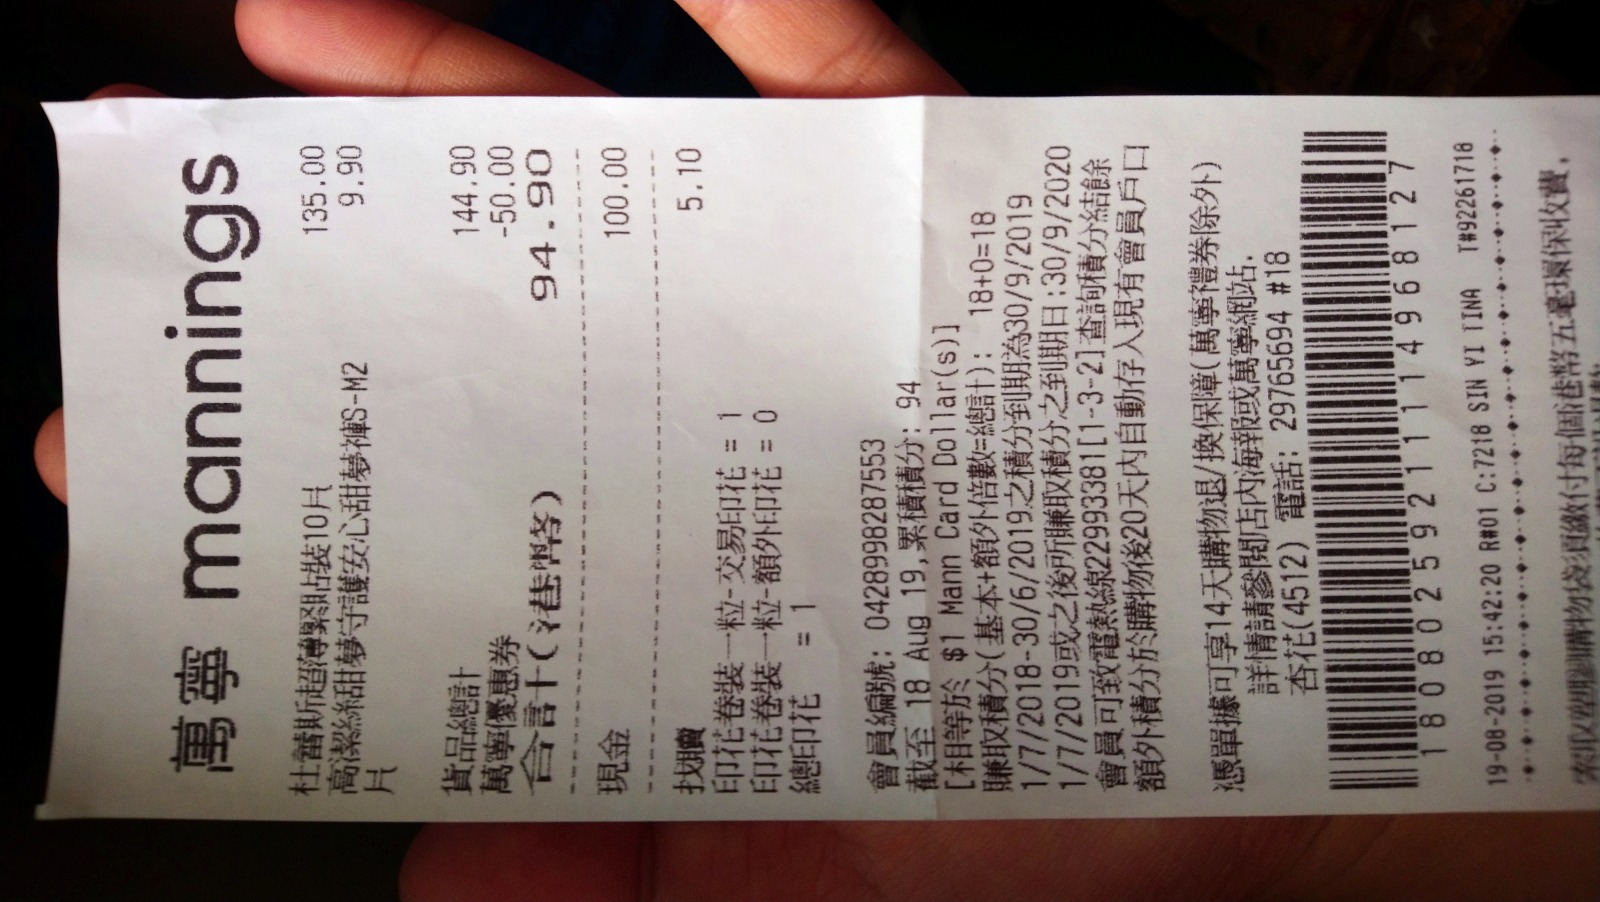 萬寧 mannings
杜蕾斯超薄緊貼裝10片 135.00
高潔絲甜夢守護安心甜夢褲S-M2 9.90
片
貨品總計 144.90
萬寧優惠券 -50.00
合計(港幣) 94.90
現金 100.00
找贖 5.10
印花卷裝一粒-交易印花 = 1
印花卷裝一粒-額外印花 = 0
總印花 = 1
會員編號: 0428998287553
截至 18 Aug 19,累積積分: 94
[相等於 $1 Mann Card Dollar(s)]
賺取積分(基本+額外倍數=總計): 18+0=18
1/7/2018-30/6/2019之積分到期為30/9/2019
1/7/2019或之後所賺取積分之到期日:30/9/2020
會員可致電熱線22993381[1-3-2]查詢積分結餘
額外積分於購物後20天內自動存入現有會員戶口
憑單據可享14天購物退/換保障(萬寧禮券除外)
詳情請參閱店內海報或萬寧網站.
杏花(4512) 電話: 29765694 #18
18080259211114968127
19-08-2019 15:42:20 R#01 C:7218 SIN YI TINA T#92261718
索取塑膠購物袋須繳付每個港幣五毫環保收費,